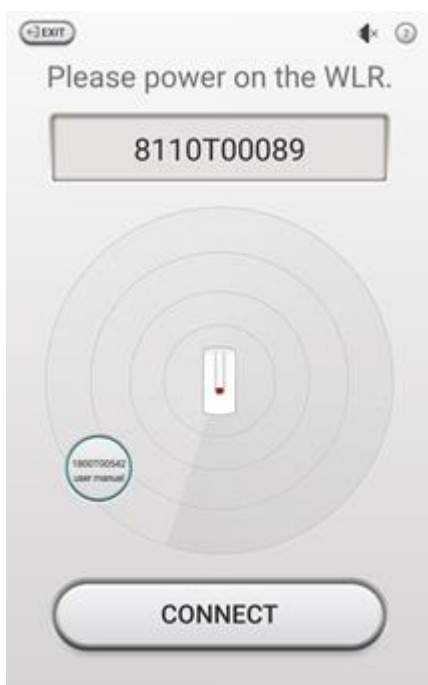 EXIT
Please power on the WLR.
8110T00089
1800T00542
user manual
CONNECT